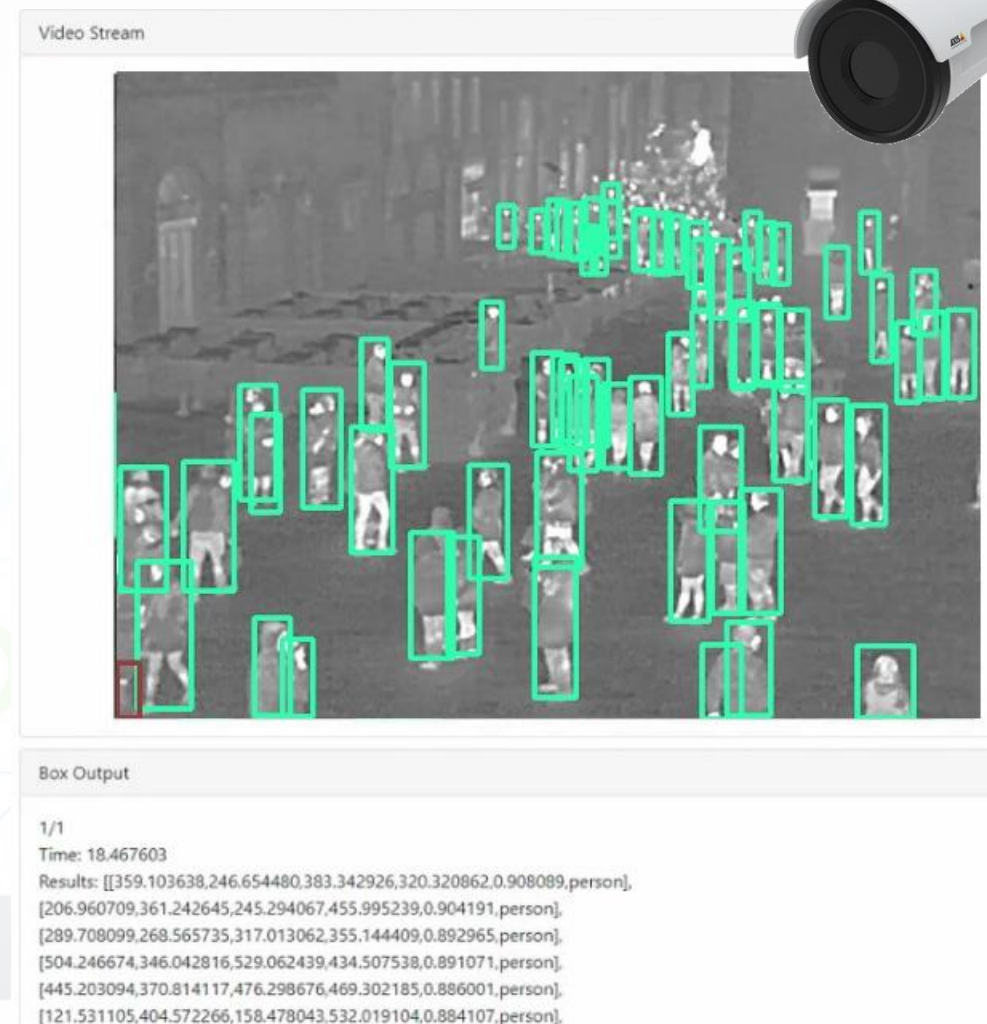 Video Stream
AXIS
Box Output
1/1
Time: 18.467603
Results: [[359.103638,246.654480,383.342926,320.320862,0.908089,person],
[206.960709,361.242645,245.294067,455.995239,0.904191,person],
[289.708099,268.565735,317.013062,355.144409,0.892965,person],
[504.246674,346.042816,529.062439,434.507538,0.891071,person],
[445.203094,370.814117,476.298676,469.302185,0.886001,person],
[121.531105,404.572266,158.478043,532.019104,0.884107,person],